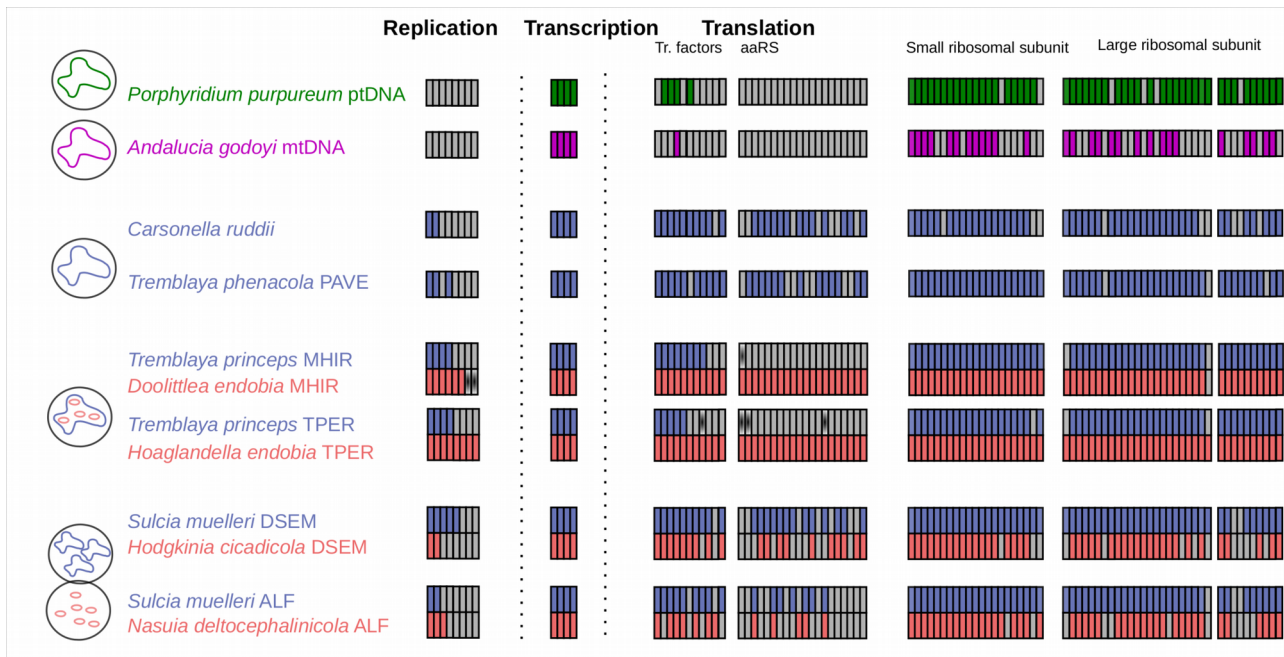 Replication Transcription Translation
Tr. factors aaRS Small ribosomal subunit Large ribosomal subunit
Porphyridium purpureum ptDNA
Andalucia godoyi mtDNA
Carsonella ruddii
Tremblaya phenacola PAVE
Tremblaya princeps MHIR
Doolittlea endobia MHIR
Tremblaya princeps TPER
Hoaglandella endobia TPER
Sulcia muelleri DSEM
Hodgkinia cicadicola DSEM
Sulcia muelleri ALF
Nasuia deltocephalinicola ALF